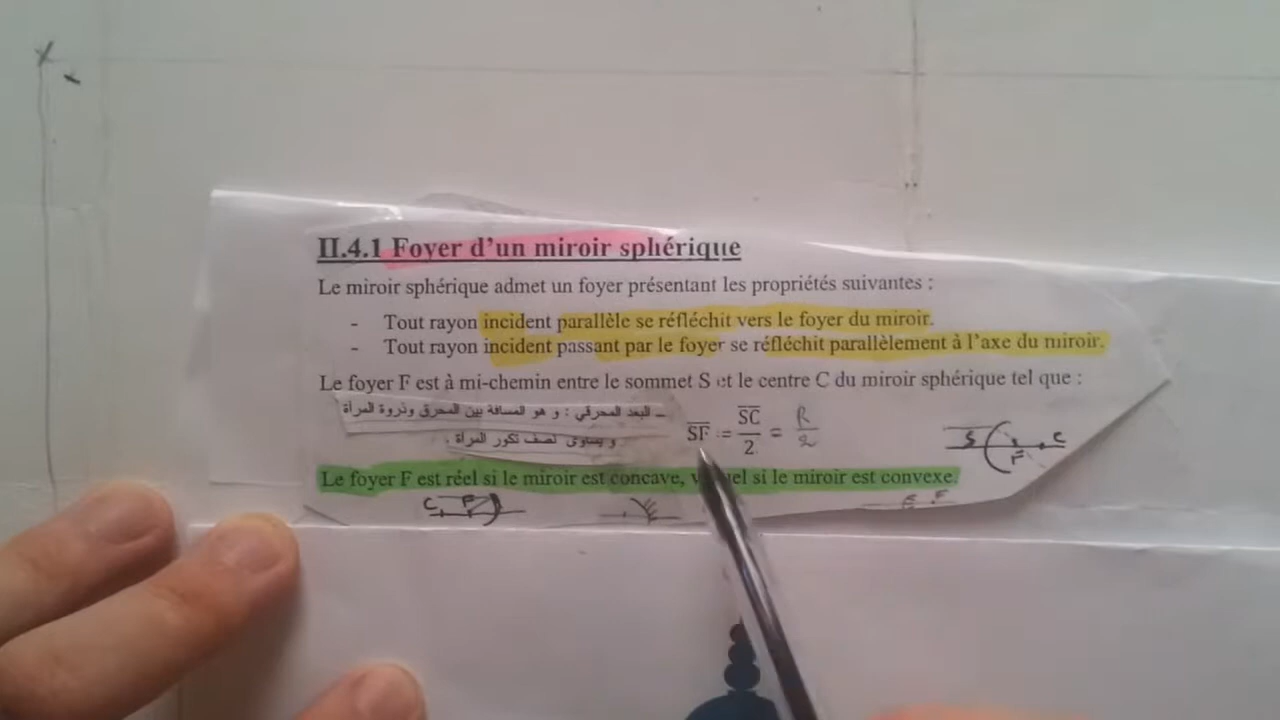 II.4.1 Foyer d'un miroir sphérique
Le miroir sphérique admet un foyer présentant les propriétés suivantes :
- Tout rayon incident parallèle se réfléchit vers le foyer du miroir.
- Tout rayon incident passant par le foyer se réfléchit parallèlement à l'axe du miroir.
Le foyer F est à mi-chemin entre le sommet S et le centre C du miroir sphérique tel que :
ــ البعد المحرقي : و هو المسافة بين المحرق وذروة المرآة
و يساوي لصف تكور المرآة .
SF = SC/2 = R/2
S F C
Le foyer F est réel si le miroir est concave, si le miroir est convexe.
C F